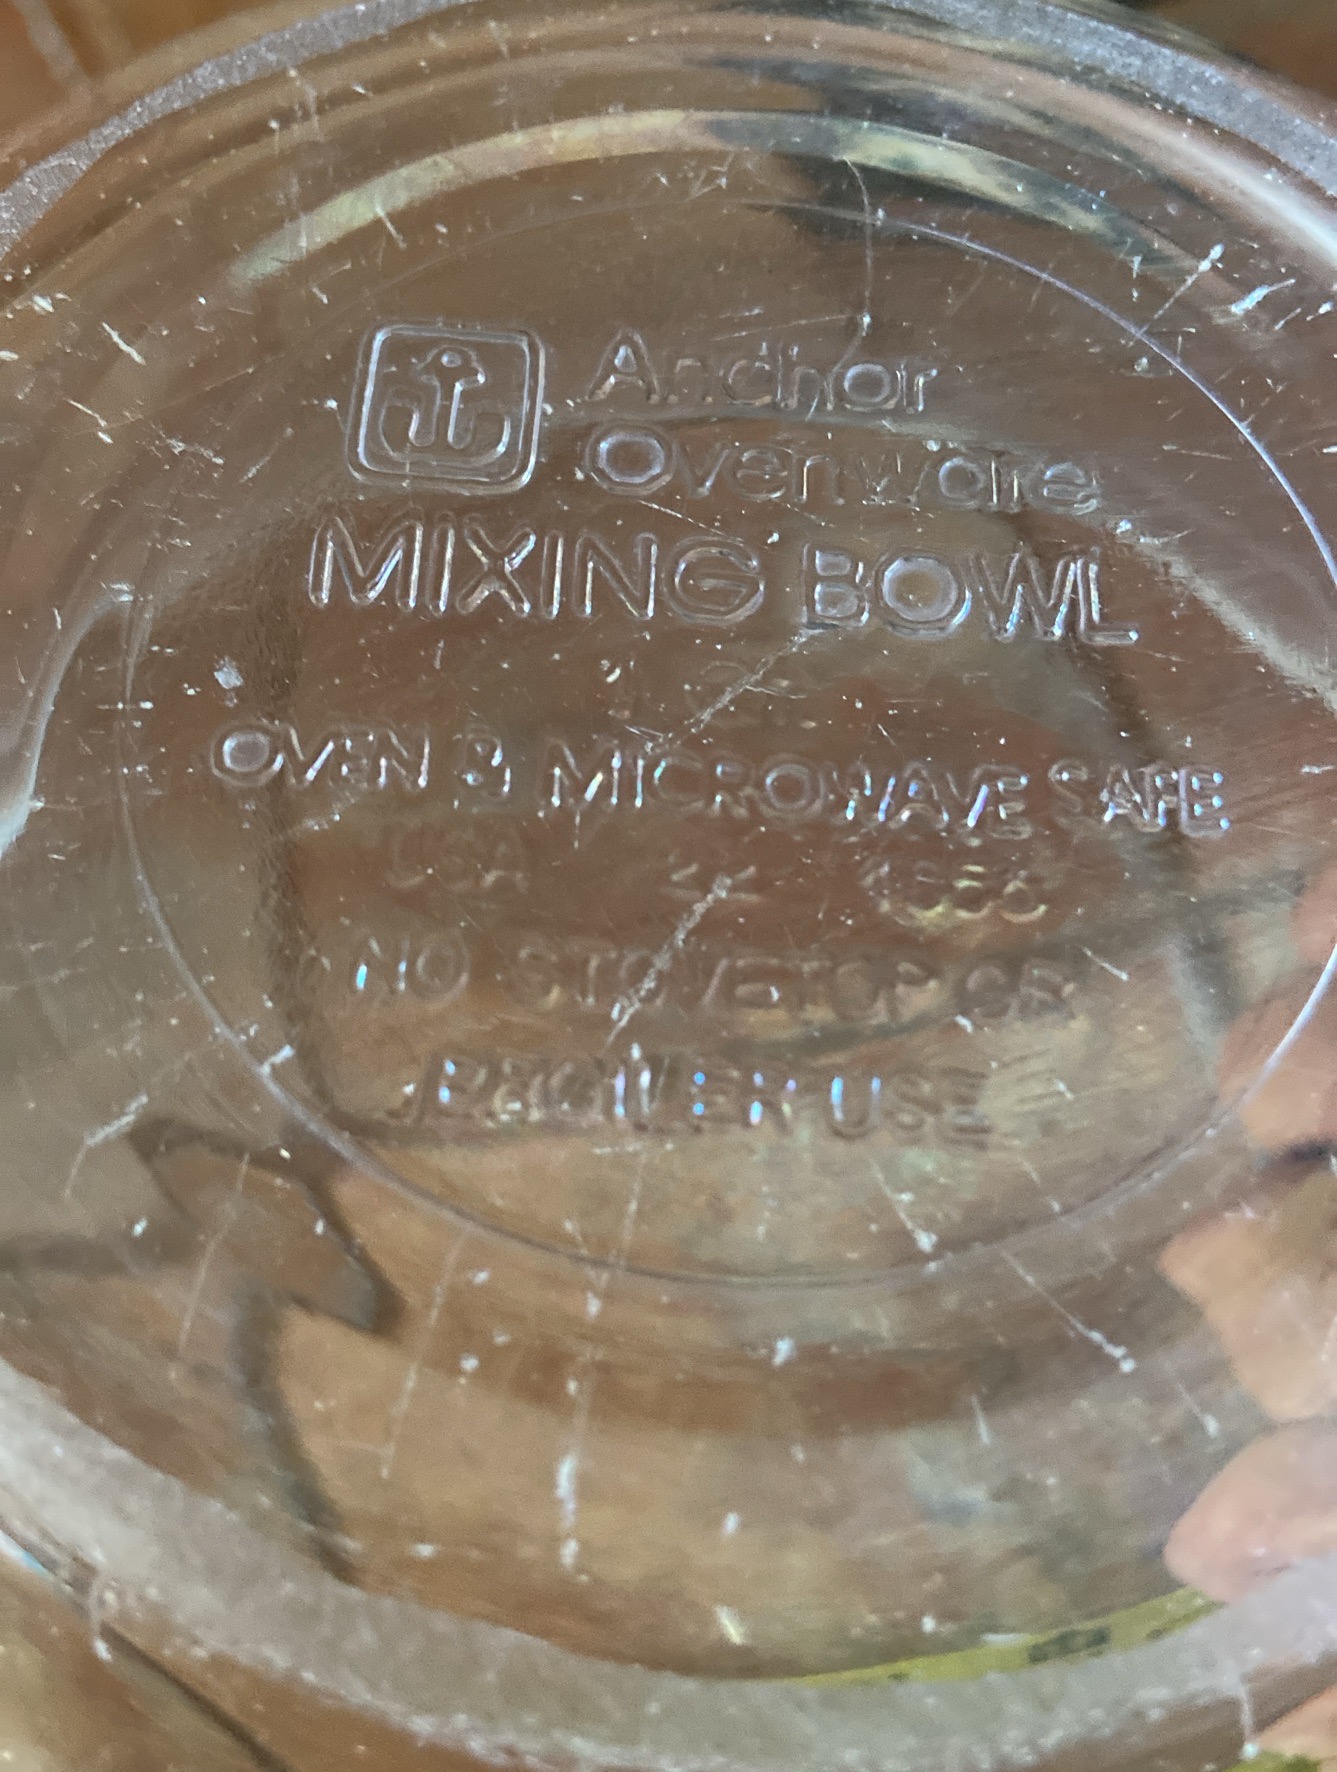 Anchor
Ovenware
MIXING BOWL
OVEN & MICROWAVE SAFE
USA
NO STOVETOP OR
BROILER USE